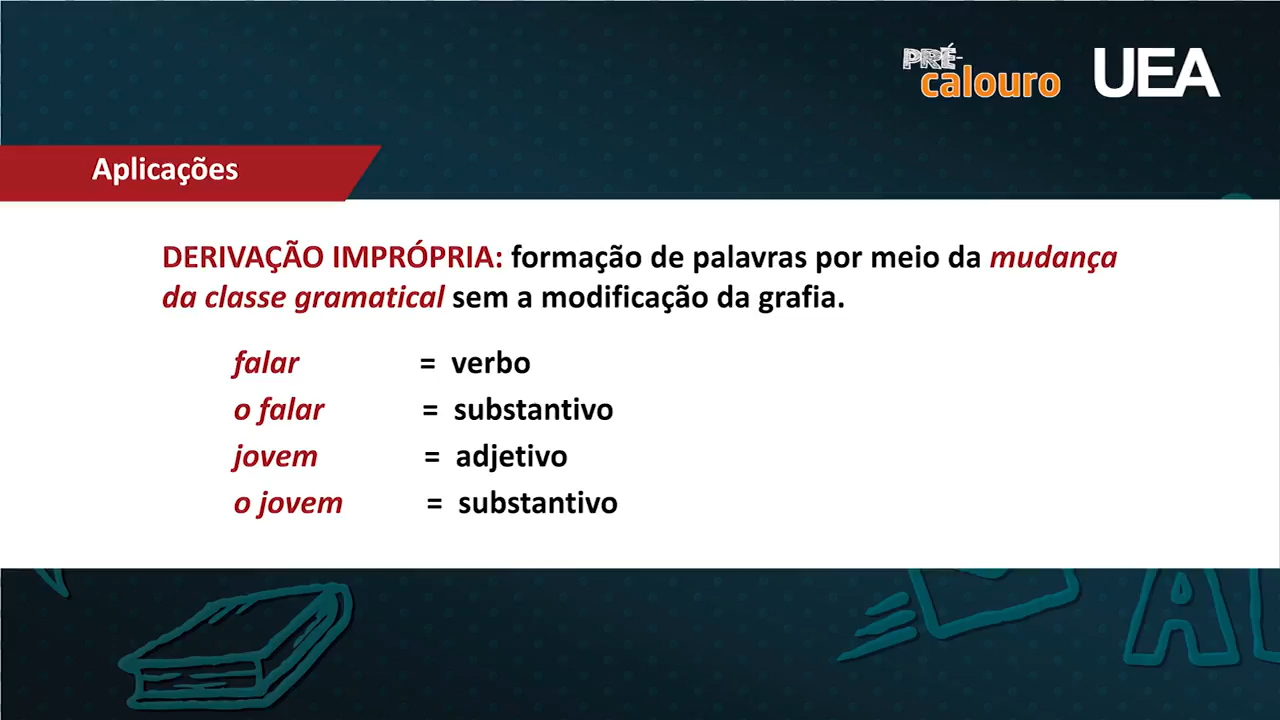 PRÉ-
calouro
UEA
Aplicações
DERIVAÇÃO IMPRÓPRIA: formação de palavras por meio da mudança
da classe gramatical sem a modificação da grafia.
falar = verbo
o falar = substantivo
jovem = adjetivo
o jovem = substantivo